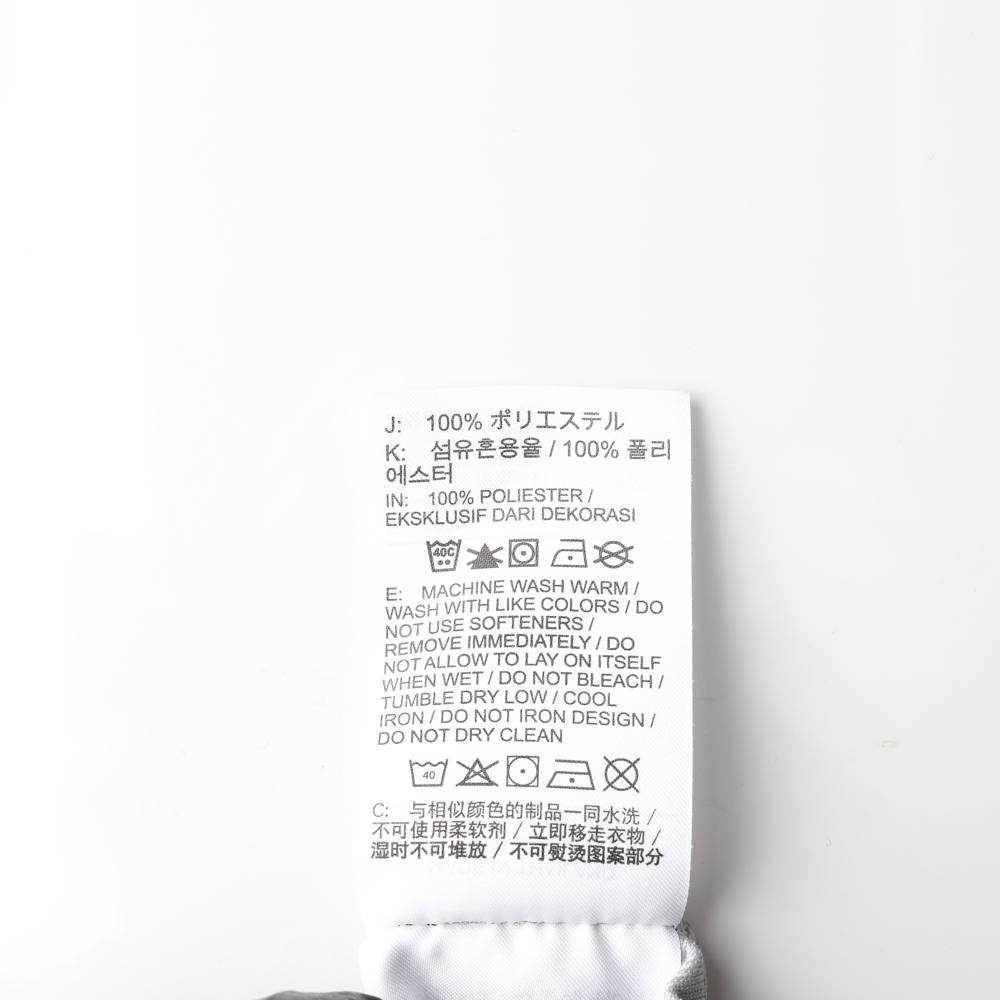 J: 100% ポリエステル
K: 섬유혼용율 / 100% 폴리
에스터
IN: 100% POLIESTER /
EKSKLUSIF DARI DEKORASI
40C
E: MACHINE WASH WARM /
WASH WITH LIKE COLORS / DO
NOT USE SOFTENERS /
REMOVE IMMEDIATELY / DO
NOT ALLOW TO LAY ON ITSELF
WHEN WET / DO NOT BLEACH /
TUMBLE DRY LOW / COOL
IRON / DO NOT IRON DESIGN /
DO NOT DRY CLEAN
40
C: 与相似颜色的制品一同水洗 /
不可使用柔软剂 / 立即移走衣物 /
湿时不可堆放 / 不可熨烫图案部分